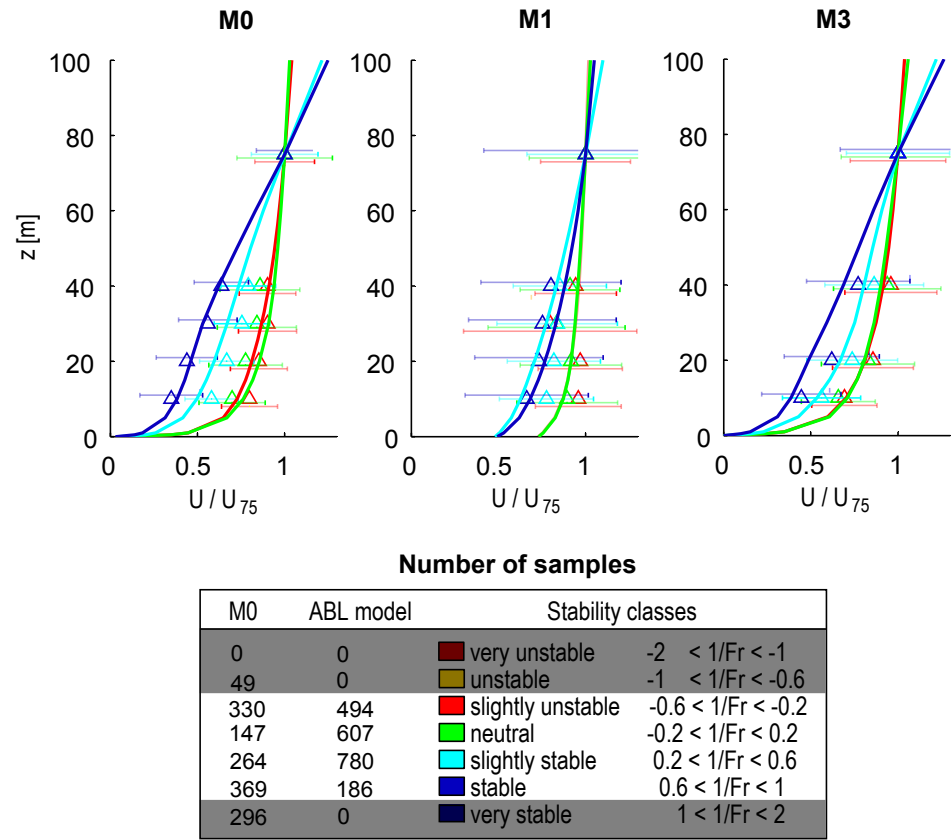 M0 M1 M3
100 100 100
80 80 80
60 60 60
40 40 40
20 20 20
0 0 0
z [m]
0 0.5 1 0 0.5 1 0 0.5 1
U / U75 U / U75 U / U75
Number of samples
M0 ABL model Stability classes
0 0 very unstable -2 < 1/Fr < -1
49 0 unstable -1 < 1/Fr < -0.6
330 494 slightly unstable -0.6 < 1/Fr < -0.2
147 607 neutral -0.2 < 1/Fr < 0.2
264 780 slightly stable 0.2 < 1/Fr < 0.6
369 186 stable 0.6 < 1/Fr < 1
296 0 very stable 1 < 1/Fr < 2